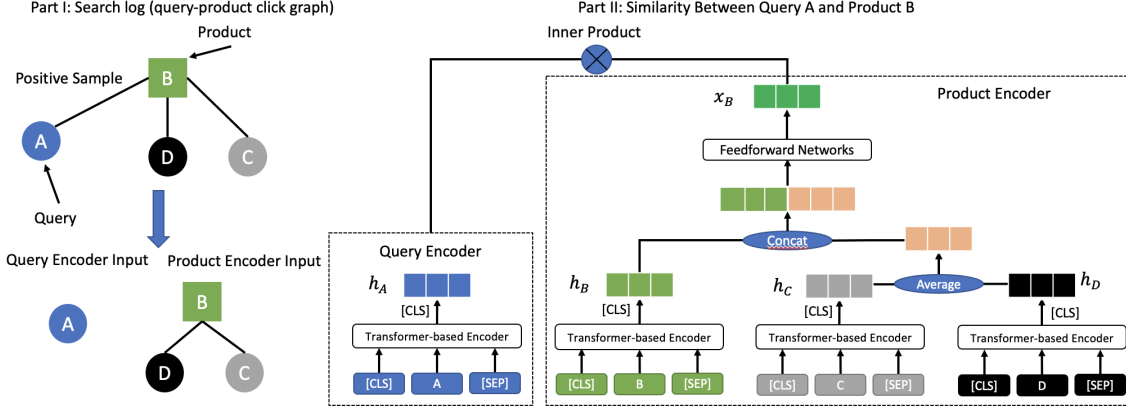 Part I: Search log (query-product click graph)
Product
Positive Sample
B
A
D
C
Query
Query Encoder Input
Product Encoder Input
A
B
D
C
Part II: Similarity Between Query A and Product B
Inner Product
Product Encoder
x_B
Feedforward Networks
Concat
Average
Query Encoder
h_A
[CLS]
Transformer-based Encoder
[CLS] A [SEP]
h_B
[CLS]
Transformer-based Encoder
[CLS] B [SEP]
h_C
[CLS]
Transformer-based Encoder
[CLS] C [SEP]
h_D
[CLS]
Transformer-based Encoder
[CLS] D [SEP]